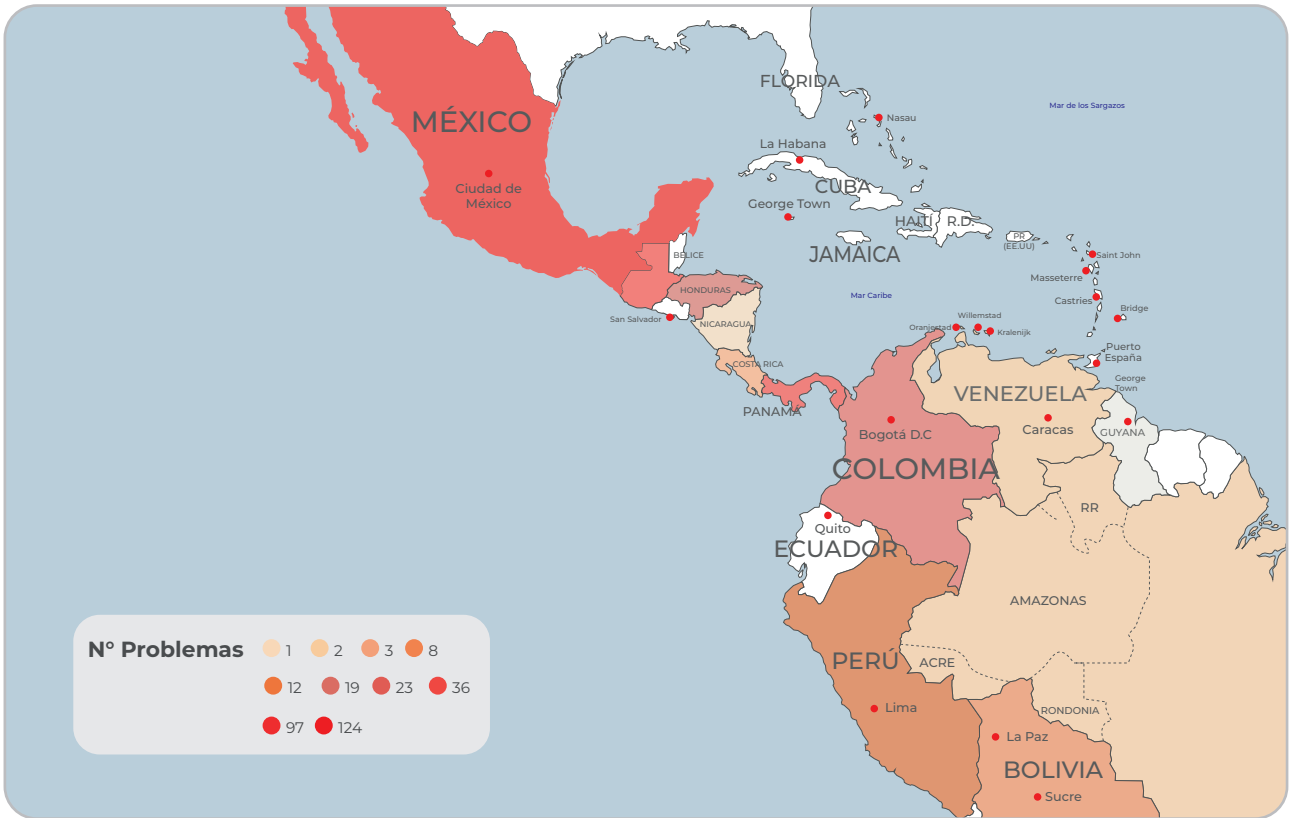 FLORIDA
Mar de los Sargazos
MÉXICO
Nasau
La Habana
Ciudad de
México
CUBA
George Town
HAITÍ
R.D.
PR
(EE.UU)
JAMAICA
BELICE
Saint John
Masseterre
HONDURAS
Mar Caribe
Castries
Bridge
San Salvador
NICARAGUA
Willemstad
Oranjestad
Kralenijk
Puerto
España
COSTA RICA
George
Town
PANAMÁ
VENEZUELA
Caracas
GUYANA
Bogotá D.C
COLOMBIA
RR
Quito
ECUADOR
AMAZONAS
PERÚ
ACRE
Lima
RONDONIA
La Paz
BOLIVIA
Sucre
N° Problemas
1 2 3 8
12 19 23 36
97 124